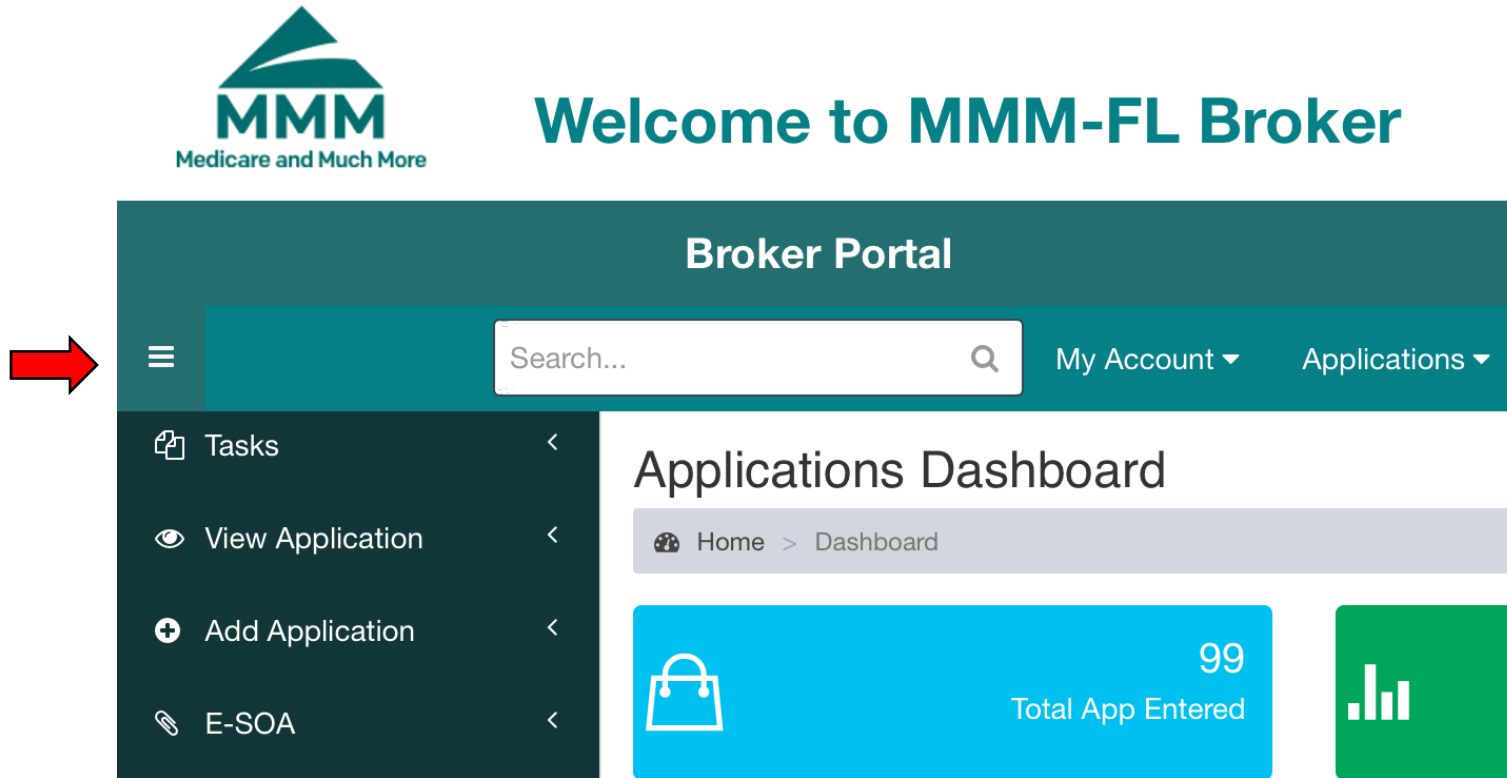 MMM
Medicare and Much More
Welcome to MMM-FL Broker
Broker Portal
Search...
My Account
Applications
Tasks
View Application
Add Application
E-SOA
Applications Dashboard
Home > Dashboard
99
Total App Entered